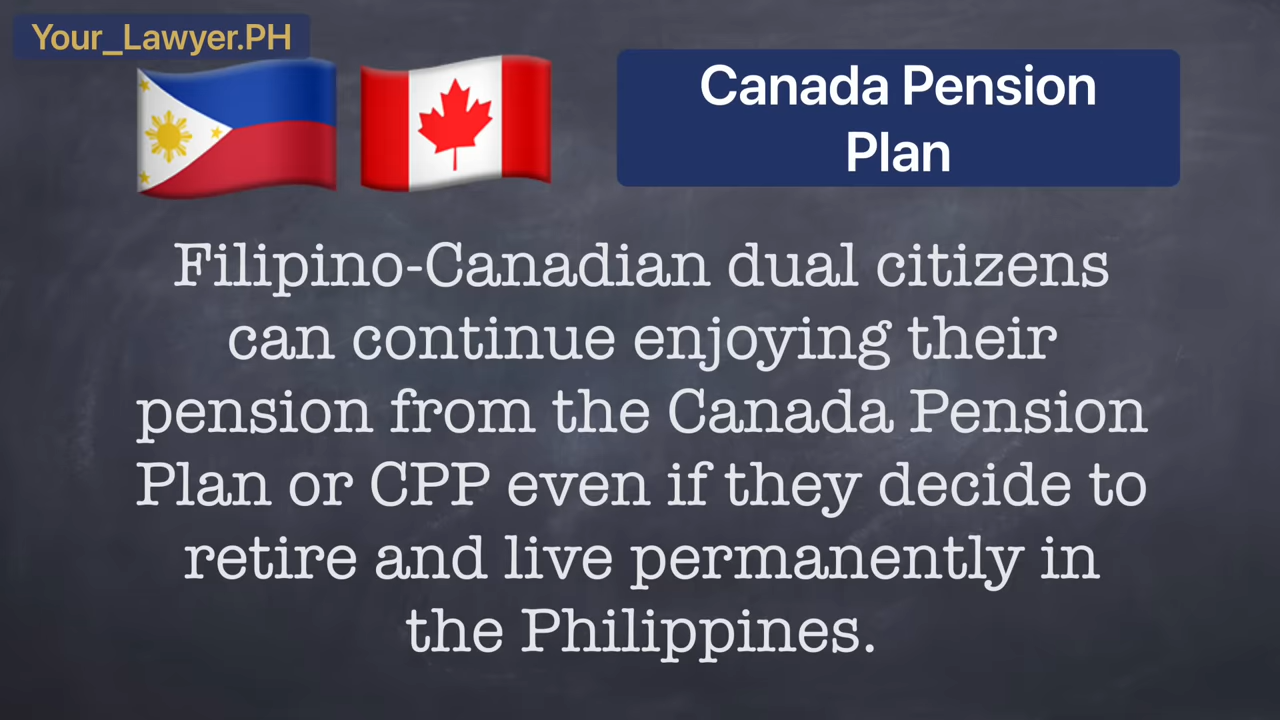 Your_Lawyer.PH
Canada Pension
Plan
Filipino-Canadian dual citizens
can continue enjoying their
pension from the Canada Pension
Plan or CPP even if they decide to
retire and live permanently in
the Philippines.